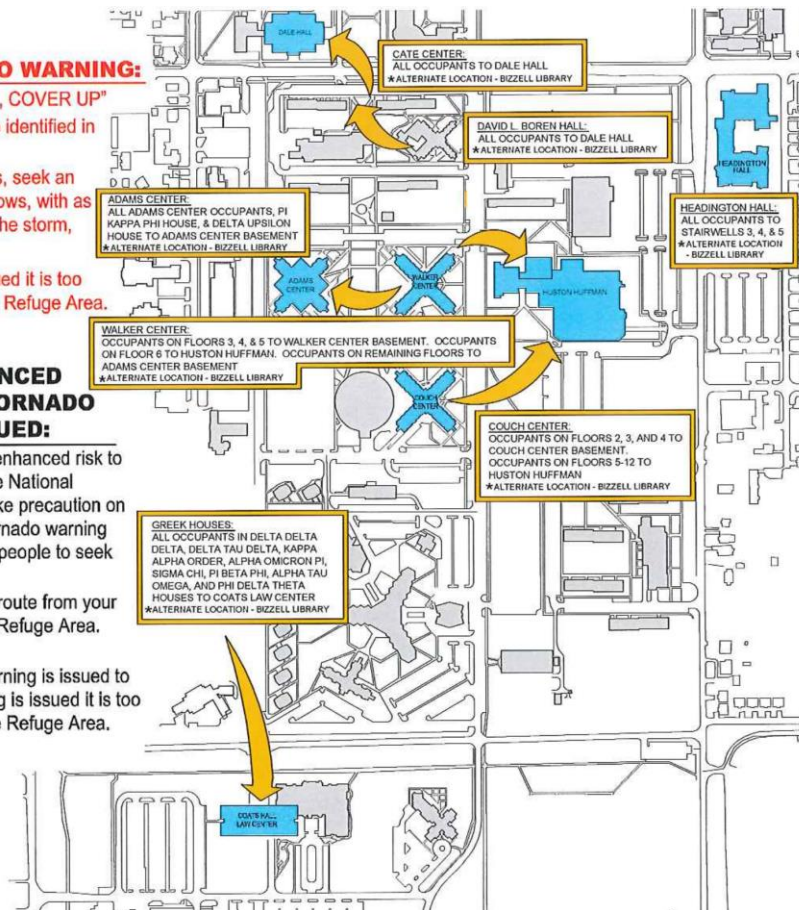 O WARNING:
, COVER UP"
e identified in
s, seek an
ows, with as
he storm,
ed it is too
Refuge Area.
NCED
ORNADO
UED:
enhanced risk to
e National
ke precaution on
rnado warning
people to seek
route from your
Refuge Area.
rning is issued to
g is issued it is too
e Refuge Area.
DALE HALL
CATE CENTER:
ALL OCCUPANTS TO DALE HALL
*ALTERNATE LOCATION - BIZZELL LIBRARY
DAVID L. BOREN HALL:
ALL OCCUPANTS TO DALE HALL
*ALTERNATE LOCATION - BIZZELL LIBRARY
HEADINGTON
HALL
HEADINGTON HALL:
ALL OCCUPANTS TO
STAIRWELLS 3, 4, & 5
*ALTERNATE LOCATION
- BIZZELL LIBRARY
ADAMS CENTER:
ALL ADAMS CENTER OCCUPANTS, PI
KAPPA PHI HOUSE, & DELTA UPSILON
HOUSE TO ADAMS CENTER BASEMENT
*ALTERNATE LOCATION - BIZZELL LIBRARY
ADAMS
CENTER
WALKER
CENTER
HUSTON HUFFMAN
WALKER CENTER:
OCCUPANTS ON FLOORS 3, 4, & 5 TO WALKER CENTER BASEMENT. OCCUPANTS
ON FLOOR 6 TO HUSTON HUFFMAN. OCCUPANTS ON REMAINING FLOORS TO
ADAMS CENTER BASEMENT
*ALTERNATE LOCATION - BIZZELL LIBRARY
COUCH
CENTER
COUCH CENTER:
OCCUPANTS ON FLOORS 2, 3, AND 4 TO
COUCH CENTER BASEMENT.
OCCUPANTS ON FLOORS 5-12 TO
HUSTON HUFFMAN
*ALTERNATE LOCATION - BIZZELL LIBRARY
GREEK HOUSES:
ALL OCCUPANTS IN DELTA DELTA
DELTA, DELTA TAU DELTA, KAPPA
ALPHA ORDER, ALPHA OMICRON PI,
SIGMA CHI, PI BETA PHI, ALPHA TAU
OMEGA, AND PHI DELTA THETA
HOUSES TO COATS LAW CENTER
*ALTERNATE LOCATION - BIZZELL LIBRARY
COATS HALL
LAW CENTER